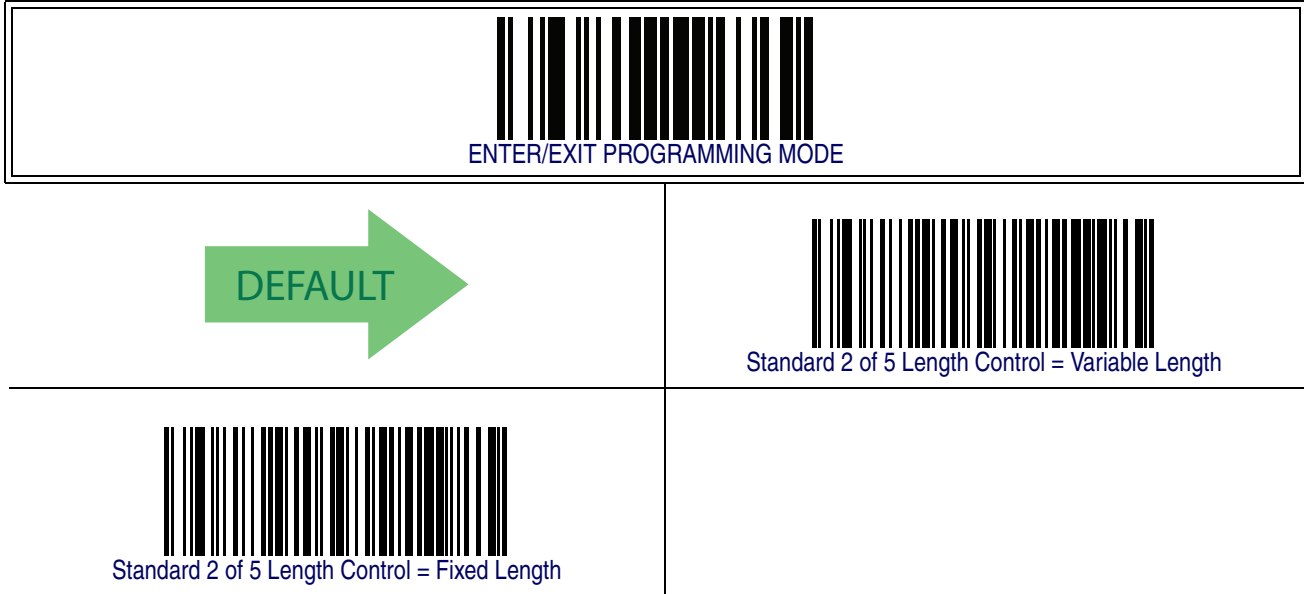 ENTER/EXIT PROGRAMMING MODE
DEFAULT
Standard 2 of 5 Length Control = Variable Length
Standard 2 of 5 Length Control = Fixed Length